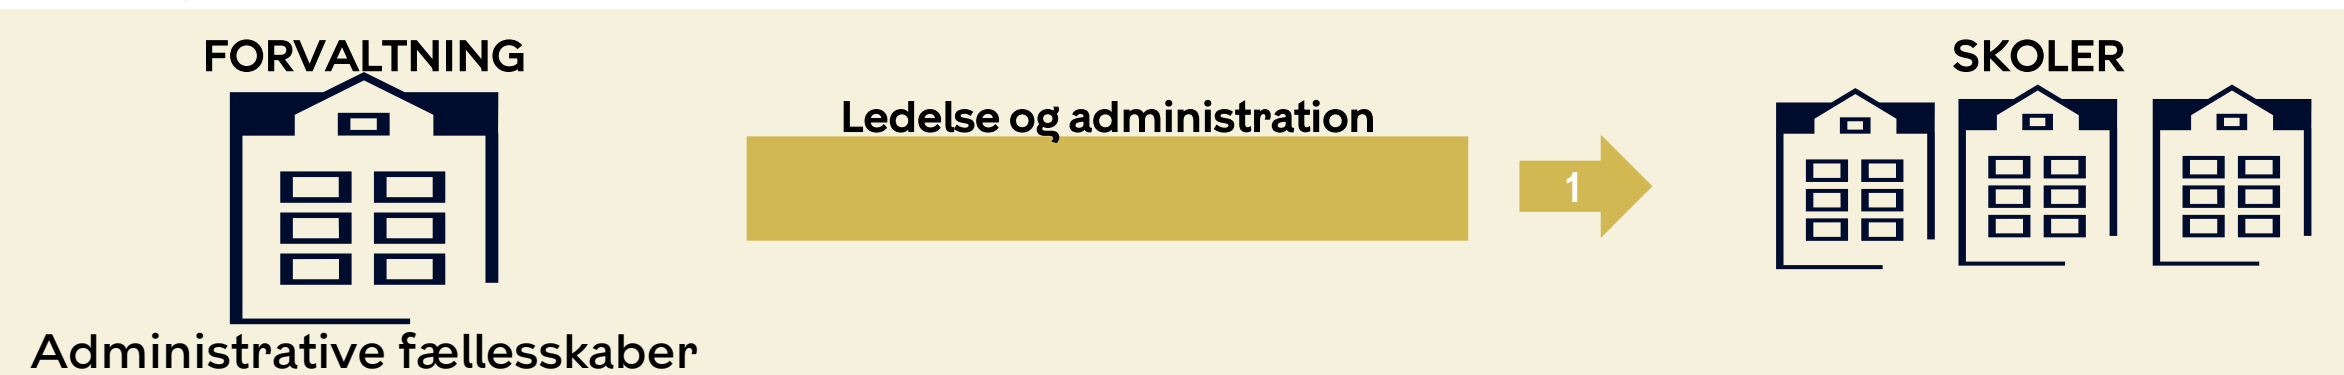 FORVALTNING
SKOLER
Ledelse og administration
1
Administrative fællesskaber